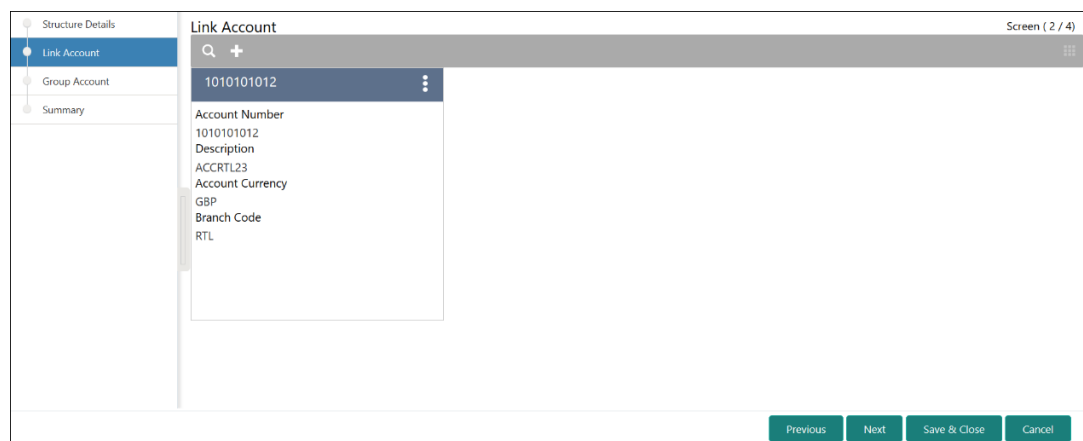 Structure Details
Link Account
Group Account
Summary
Link Account
Screen ( 2 / 4)
1010101012
Account Number
1010101012
Description
ACCRTL23
Account Currency
GBP
Branch Code
RTL
Previous
Next
Save & Close
Cancel